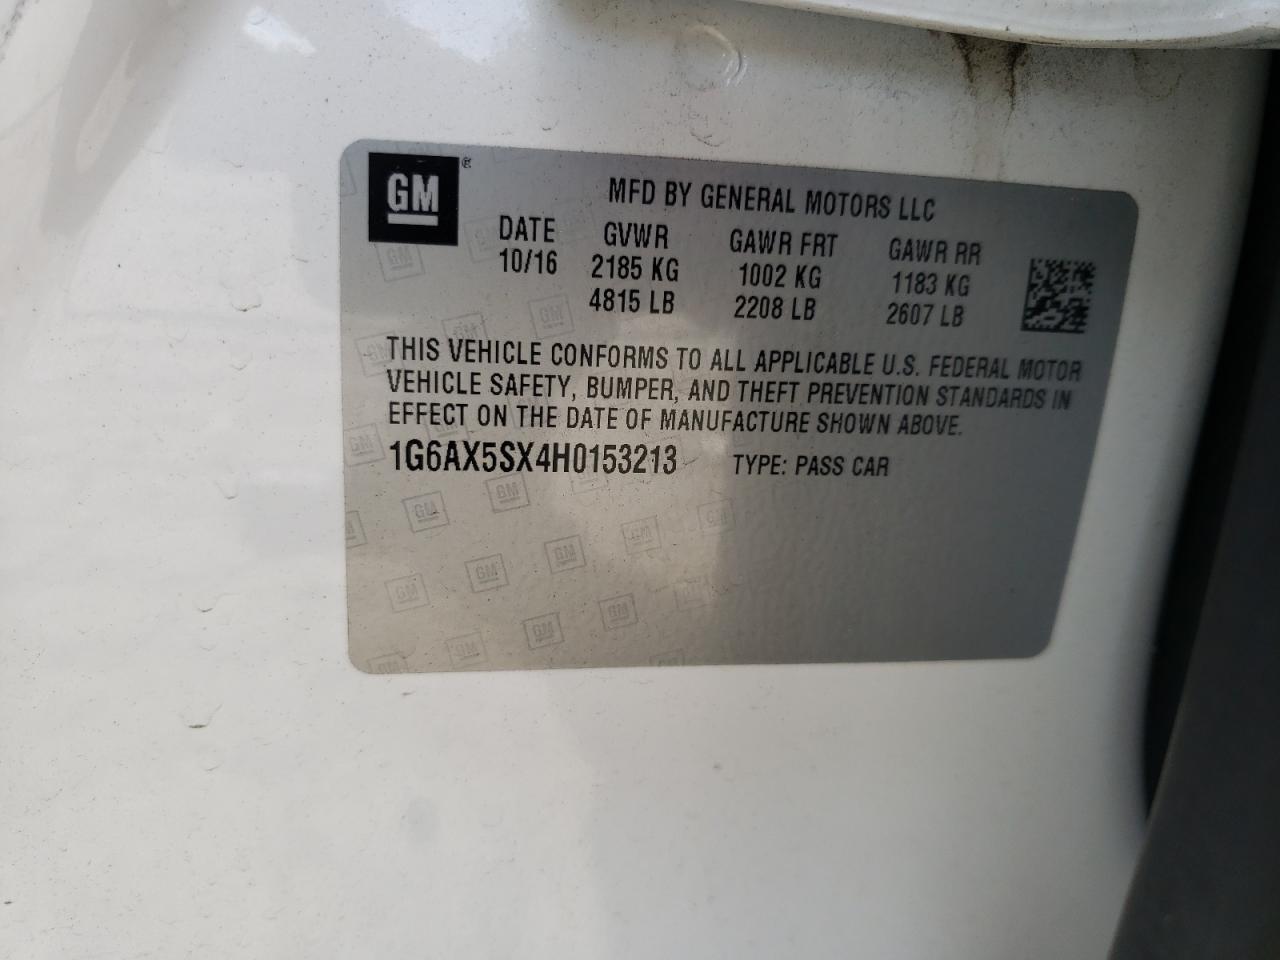 GM®
MFD BY GENERAL MOTORS LLC
DATE GVWR GAWR FRT GAWR RR
10/16 2185 KG 1002 KG 1183 KG
4815 LB 2208 LB 2607 LB
THIS VEHICLE CONFORMS TO ALL APPLICABLE U.S. FEDERAL MOTOR
VEHICLE SAFETY, BUMPER, AND THEFT PREVENTION STANDARDS IN
EFFECT ON THE DATE OF MANUFACTURE SHOWN ABOVE.
1G6AX5SX4H0153213 TYPE: PASS CAR